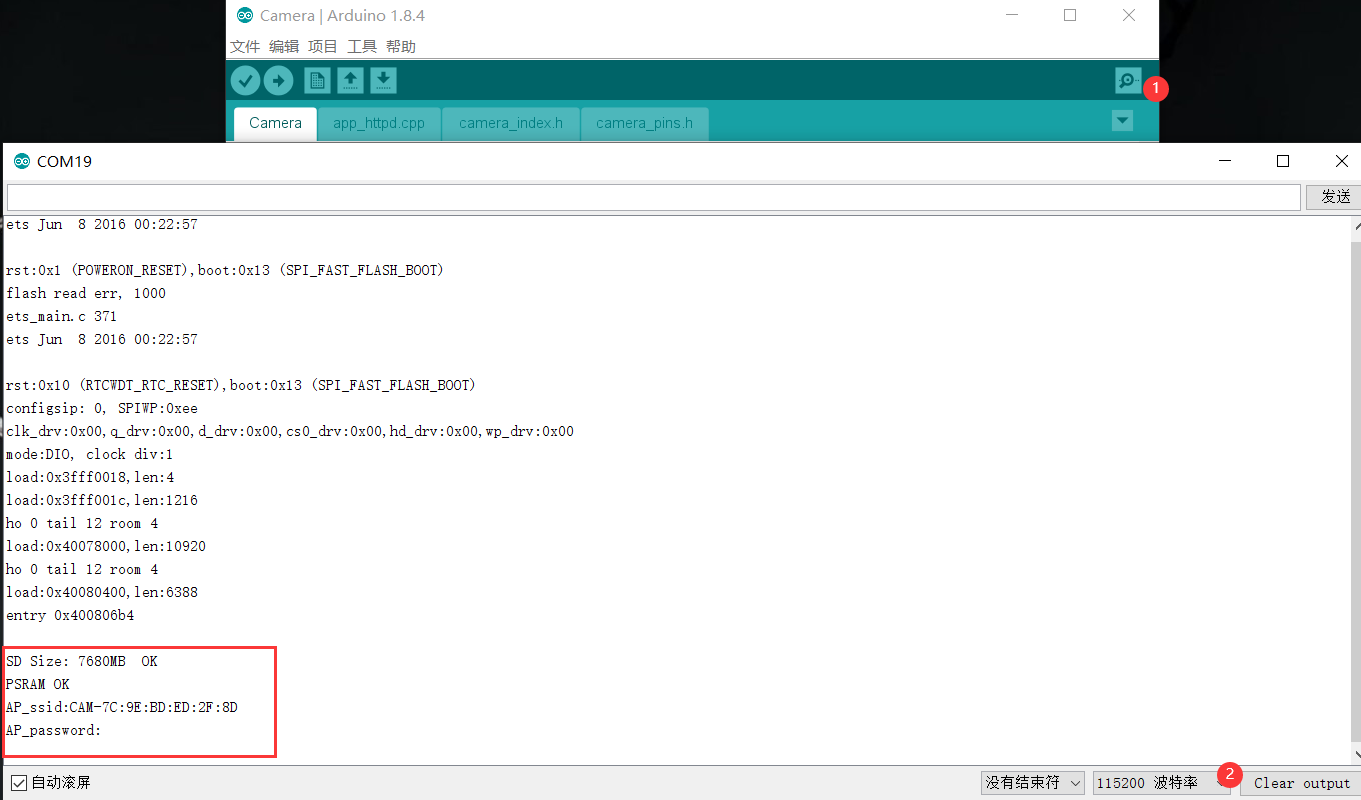 Camera | Arduino 1.8.4
文件 编辑 项目 工具 帮助
1
Camera app_httpd.cpp camera_index.h camera_pins.h
COM19
发送
ets Jun  8 2016 00:22:57
rst:0x1 (POWERON_RESET),boot:0x13 (SPI_FAST_FLASH_BOOT)
flash read err, 1000
ets_main.c 371
ets Jun  8 2016 00:22:57
rst:0x10 (RTCWDT_RTC_RESET),boot:0x13 (SPI_FAST_FLASH_BOOT)
configsip: 0, SPIWP:0xee
clk_drv:0x00,q_drv:0x00,d_drv:0x00,cs0_drv:0x00,hd_drv:0x00,wp_drv:0x00
mode:DIO, clock div:1
load:0x3fff0018,len:4
load:0x3fff001c,len:1216
ho 0 tail 12 room 4
load:0x40078000,len:10920
ho 0 tail 12 room 4
load:0x40080400,len:6388
entry 0x400806b4
SD Size: 7680MB  OK
PSRAM OK
AP_ssid:CAM-7C:9E:BD:ED:2F:8D
AP_password:
自动滚屏 没有结束符 115200 波特率 2 Clear output